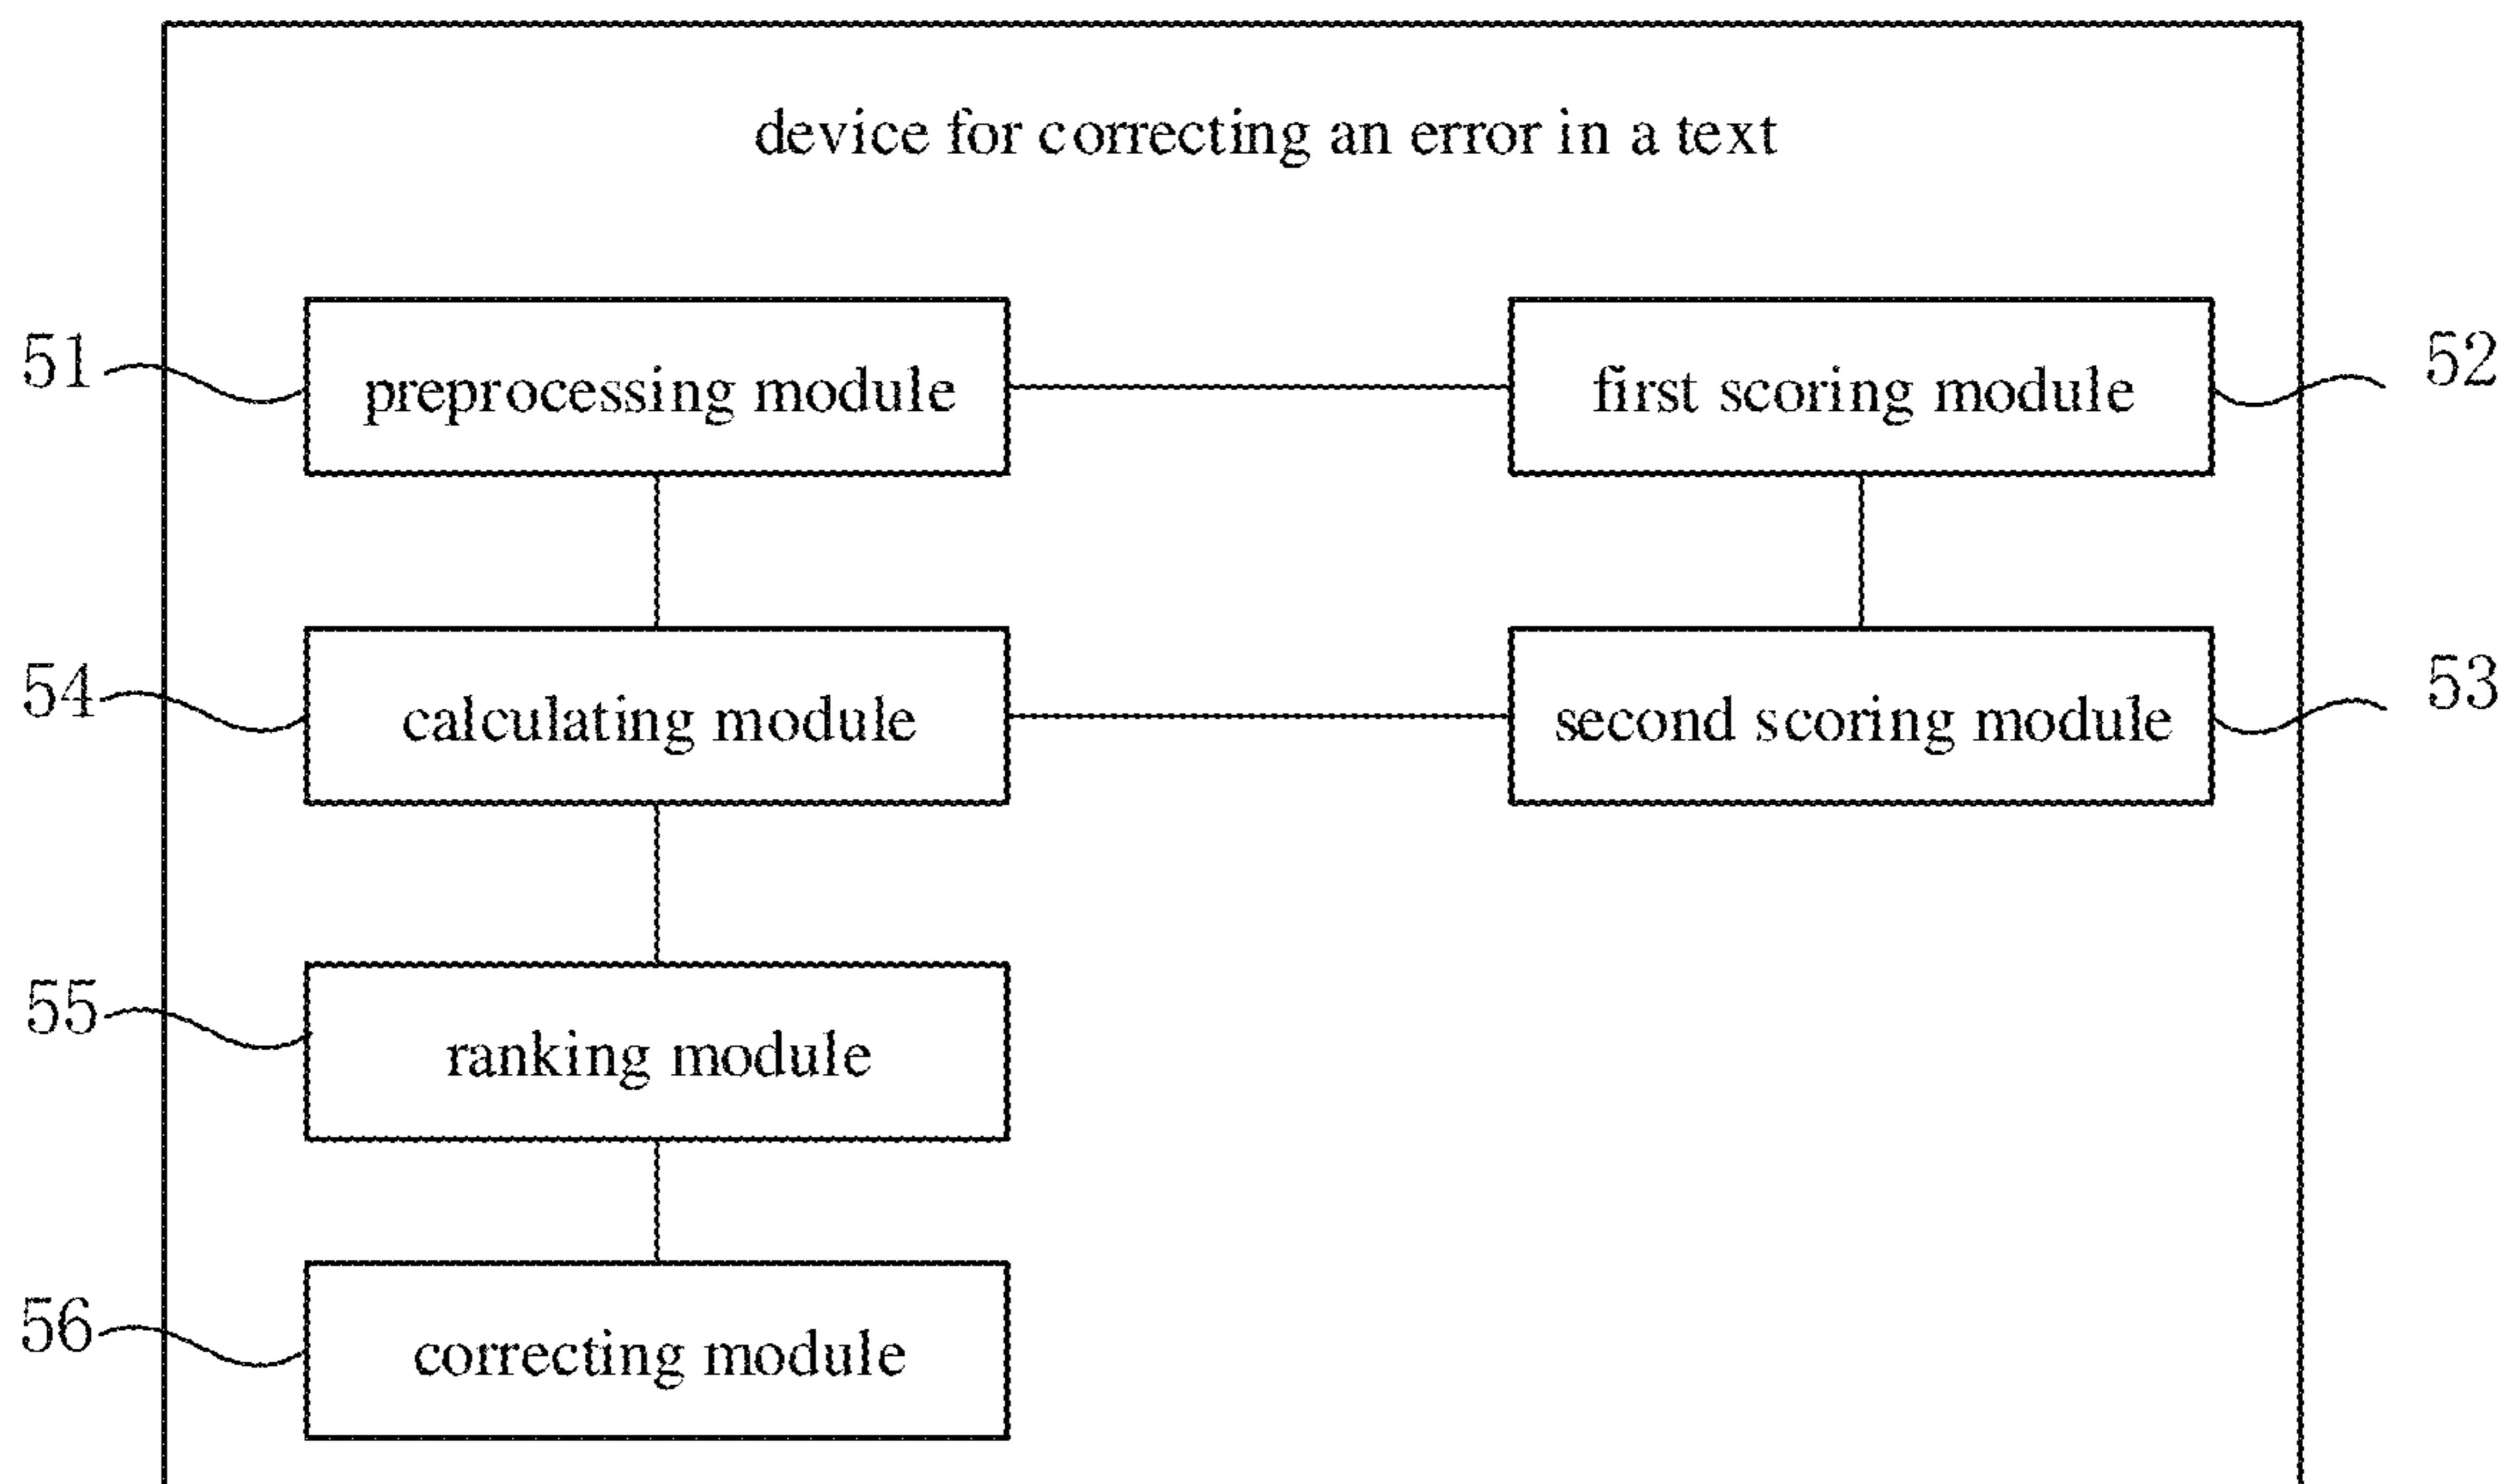 device for correcting an error in a text
51 preprocessing module first scoring module 52
54 calculating module second scoring module 53
55 ranking module
56 correcting module